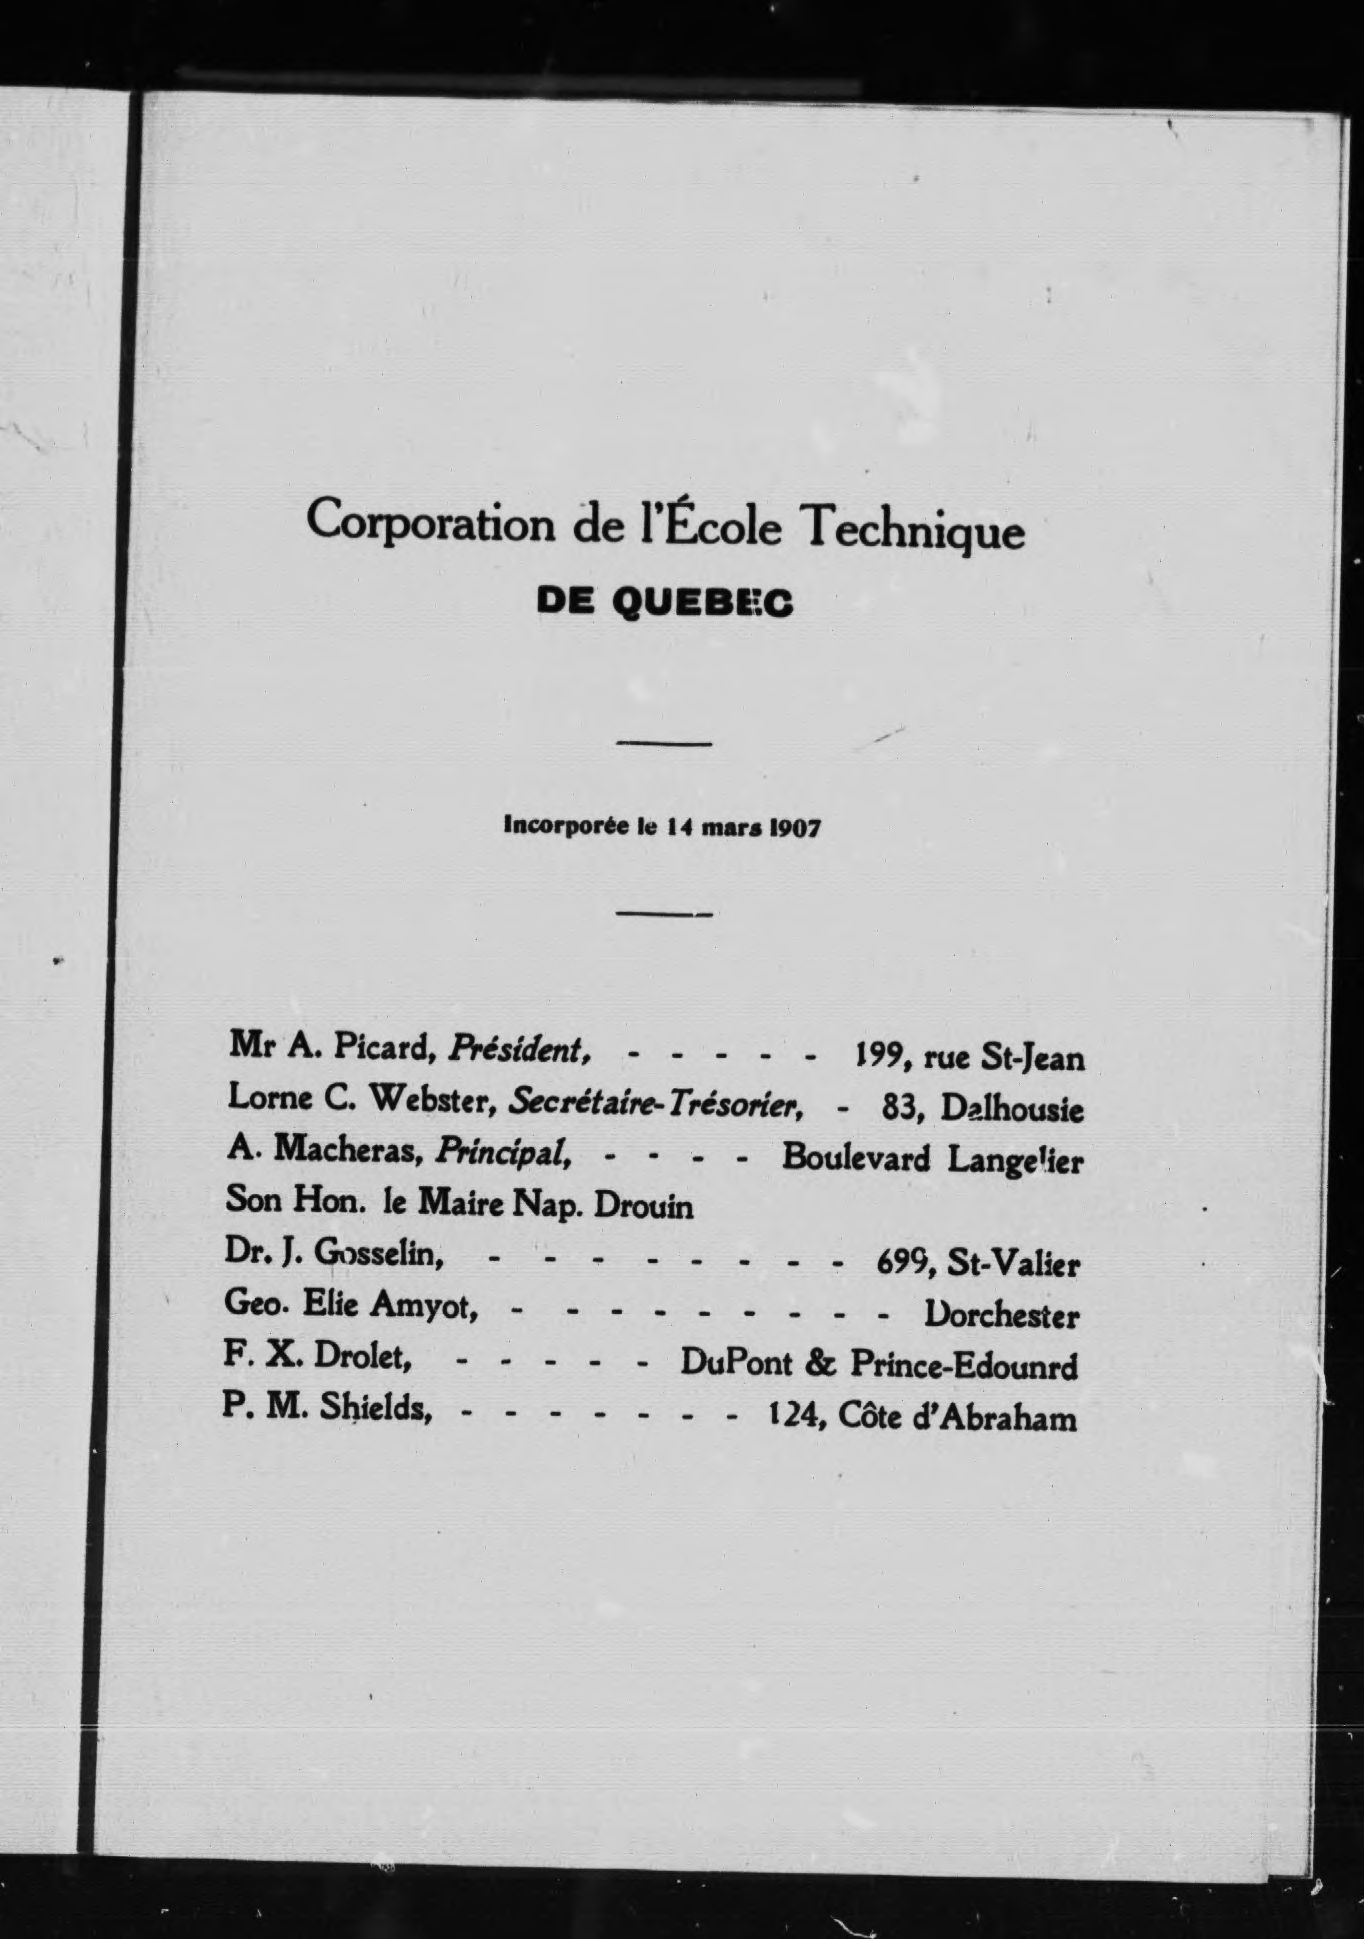 Corporation de l'École Technique
DE QUEBEC
Incorporée le 14 mars 1907
Mr A. Picard, Président, - - - - - 199, rue St-Jean
Lorne C. Webster, Secrétaire-Trésorier, - 83, Dalhousie
A. Macheras, Principal, - - - - Boulevard Langelier
Son Hon. le Maire Nap. Drouin
Dr. J. Gosselin, - - - - - - - - 699, St-Valier
Geo. Elie Amyot, - - - - - - - - - Dorchester
F. X. Drolet, - - - - - DuPont & Prince-Edounrd
P. M. Shields, - - - - - - - 124, Côte d'Abraham